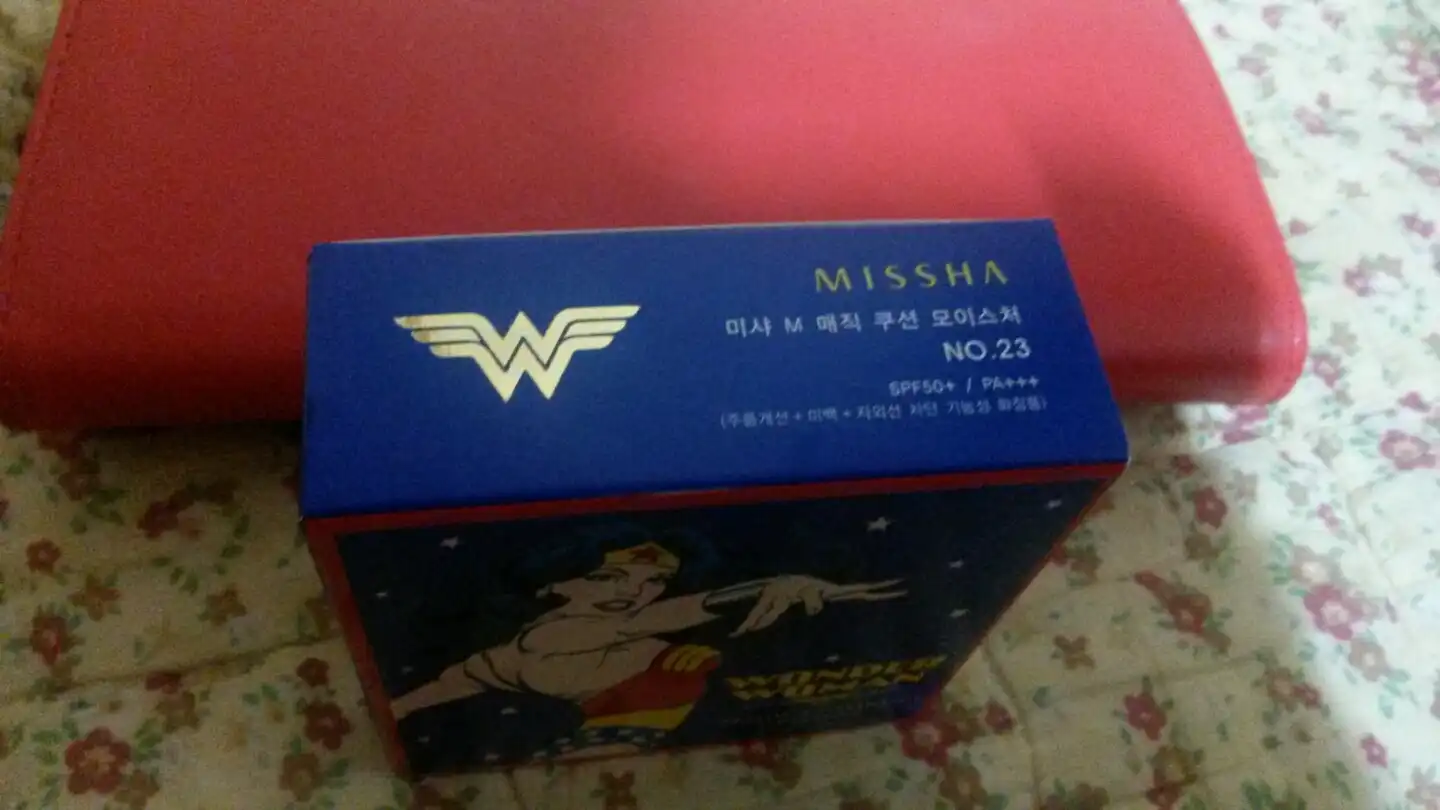 MISSHA
미샤 M 매직 쿠션 모이스쳐
NO.23
SPF50+ / PA+++
(주름개선+미백+자외선 차단 기능성 화장품)
WONDER
WOMAN